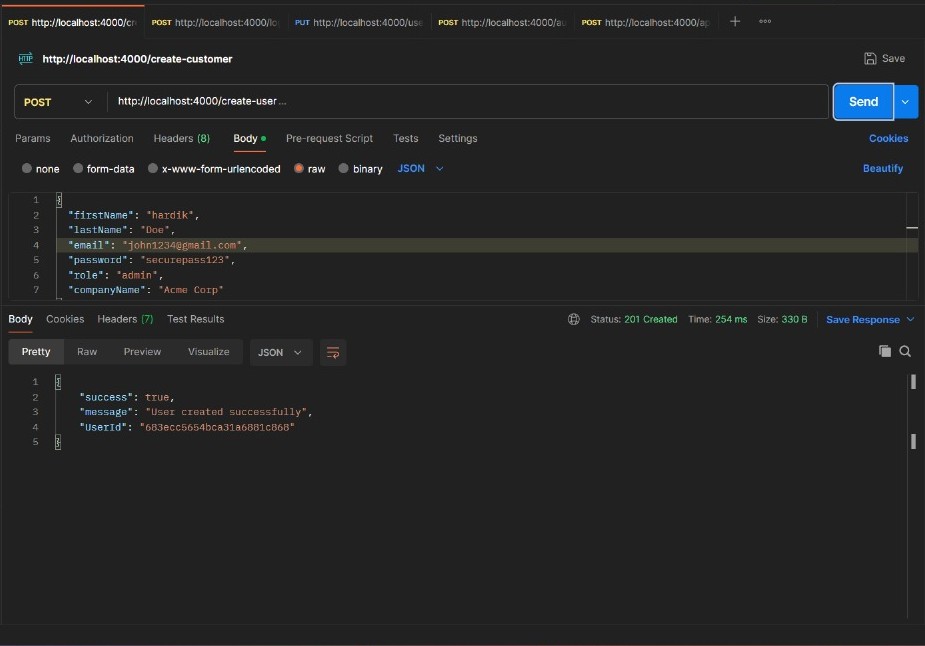 POST http://localhost:4000/cr POST http://localhost:4000/lo PUT http://localhost:4000/use POST http://localhost:4000/au POST http://localhost:4000/ap + ooo
HTTP http://localhost:4000/create-customer Save
POST http://localhost:4000/create-user ... Send
Params Authorization Headers (8) Body Pre-request Script Tests Settings Cookies
none form-data x-www-form-urlencoded raw binary JSON Beautify
1 {
2 "firstName": "hardik",
3 "lastName": "Doe",
4 "email": "john1234@gmail.com",
5 "password": "securepass123",
6 "role": "admin",
7 "companyName": "Acme Corp"
Body Cookies Headers (7) Test Results Status: 201 Created Time: 254 ms Size: 330 B Save Response
Pretty Raw Preview Visualize JSON
1 {
2 "success": true,
3 "message": "User created successfully",
4 "UserId": "683ecc5654bca31a6881c868"
5 }